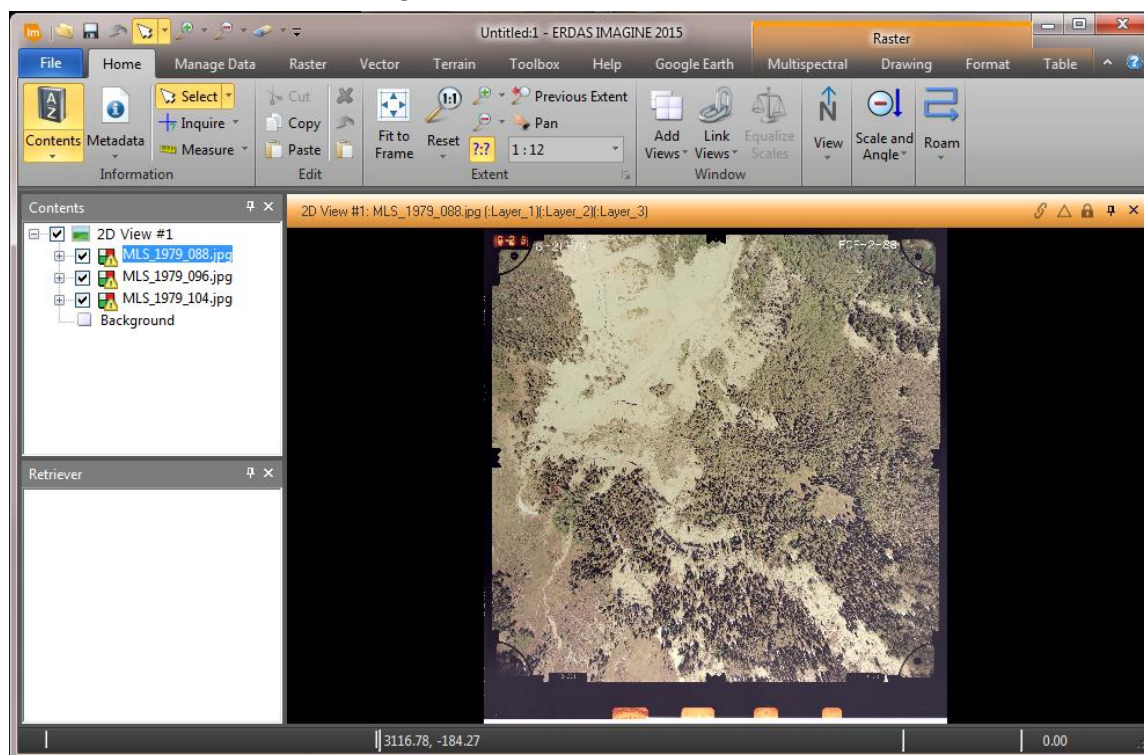 Untitled:1 - ERDAS IMAGINE 2015
Raster
File Home Manage Data Raster Vector Terrain Toolbox Help Google Earth Multispectral Drawing Format Table
Contents
Metadata
Select
Inquire
Measure
Information
Cut
Copy
Paste
Edit
Fit to
Frame
1:1
Reset
?:?
Previous Extent
Pan
1 : 12
Extent
Add
Views
Link
Views
Equalize
Scales
Window
View
Scale and
Angle
Roam
Contents
2D View #1
MLS_1979_088.jpg
MLS_1979_096.jpg
MLS_1979_104.jpg
Background
Retriever
2D View #1: MLS_1979_088.jpg (:Layer_1)(:Layer_2)(:Layer_3)
3116.78, -184.27
0.00